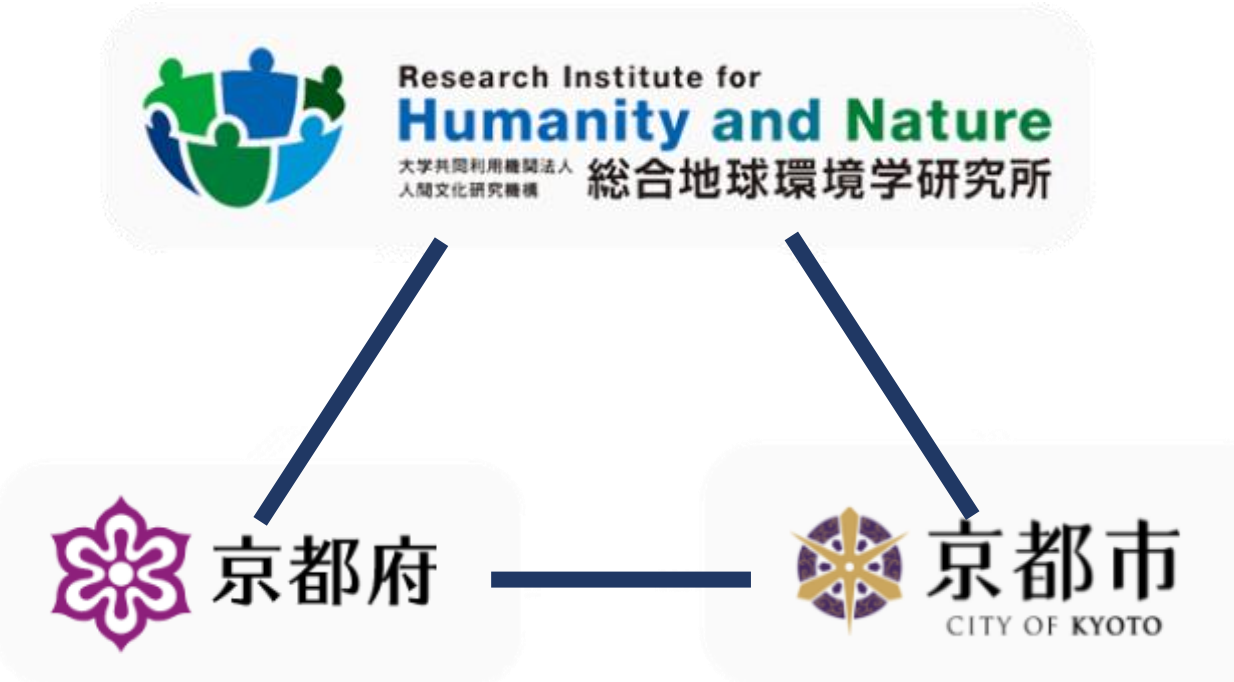 Research Institute for
Humanity and Nature
大学共同利用機関法人
人間文化研究機構
総合地球環境学研究所
京都府
京都市
CITY OF KYOTO